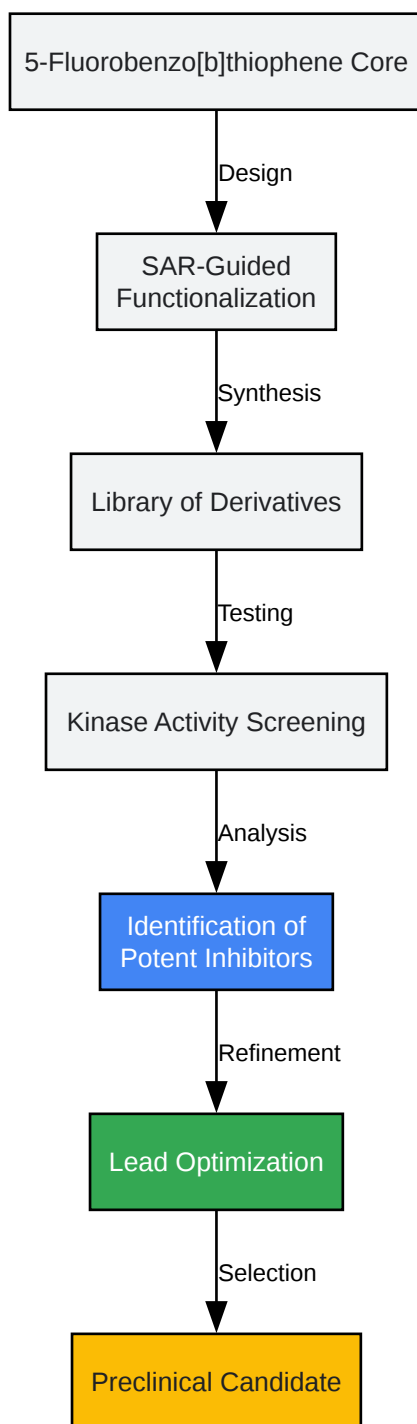 5-Fluorobenzo[b]thiophene Core
Design
SAR-Guided
Functionalization
Synthesis
Library of Derivatives
Testing
Kinase Activity Screening
Analysis
Identification of
Potent Inhibitors
Refinement
Lead Optimization
Selection
Preclinical Candidate